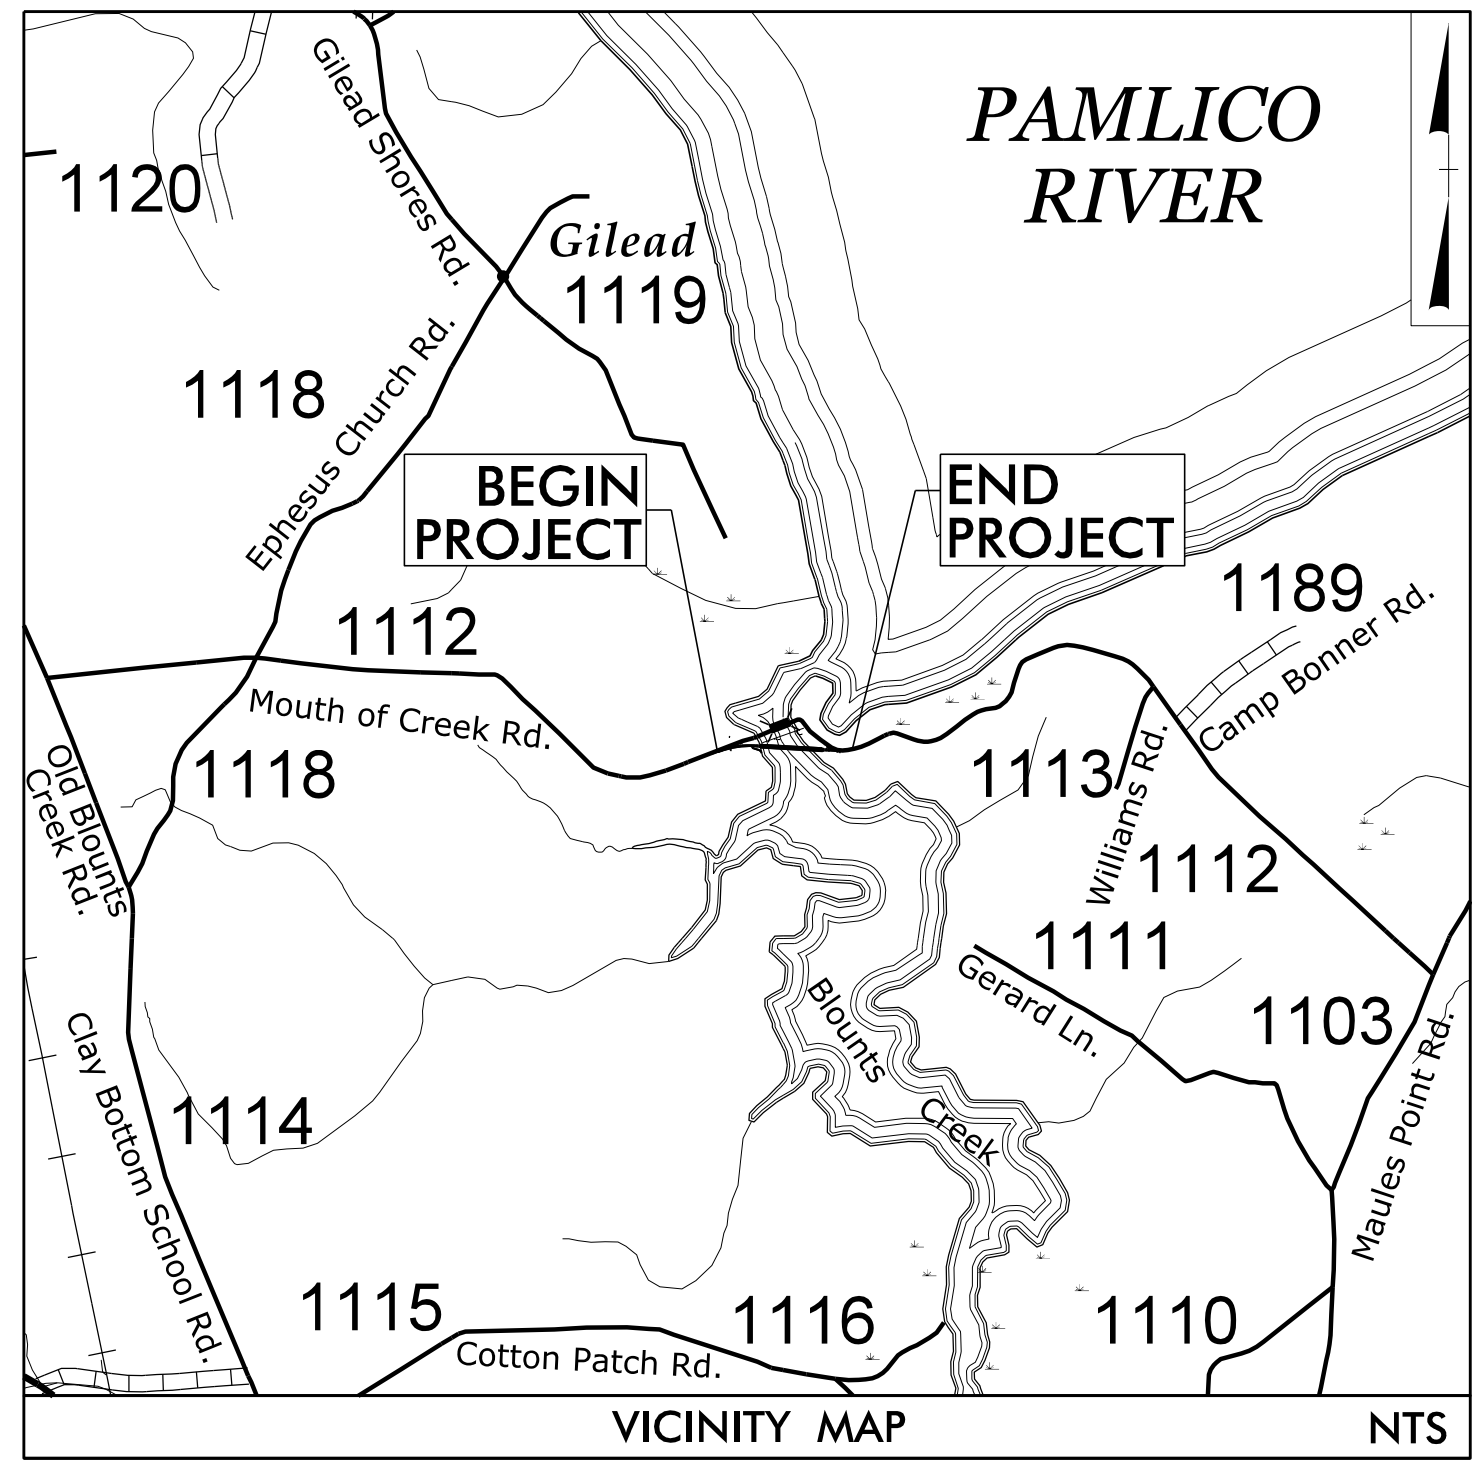 PAMLICO
RIVER
Gilead Shores Rd.
1120
Gilead
1119
Ephesus Church Rd.
1118
BEGIN
PROJECT
END
PROJECT
1189
Camp Bonner Rd.
1112
Mouth of Creek Rd.
Old Blounts
Creek Rd.
1118
1113
Williams Rd.
1112
1111
Gerard Ln.
Blounts
Creek
1103
Maules Point Rd.
Clay Bottom School Rd.
1114
1115
Cotton Patch Rd.
1116
1110
VICINITY MAP
NTS